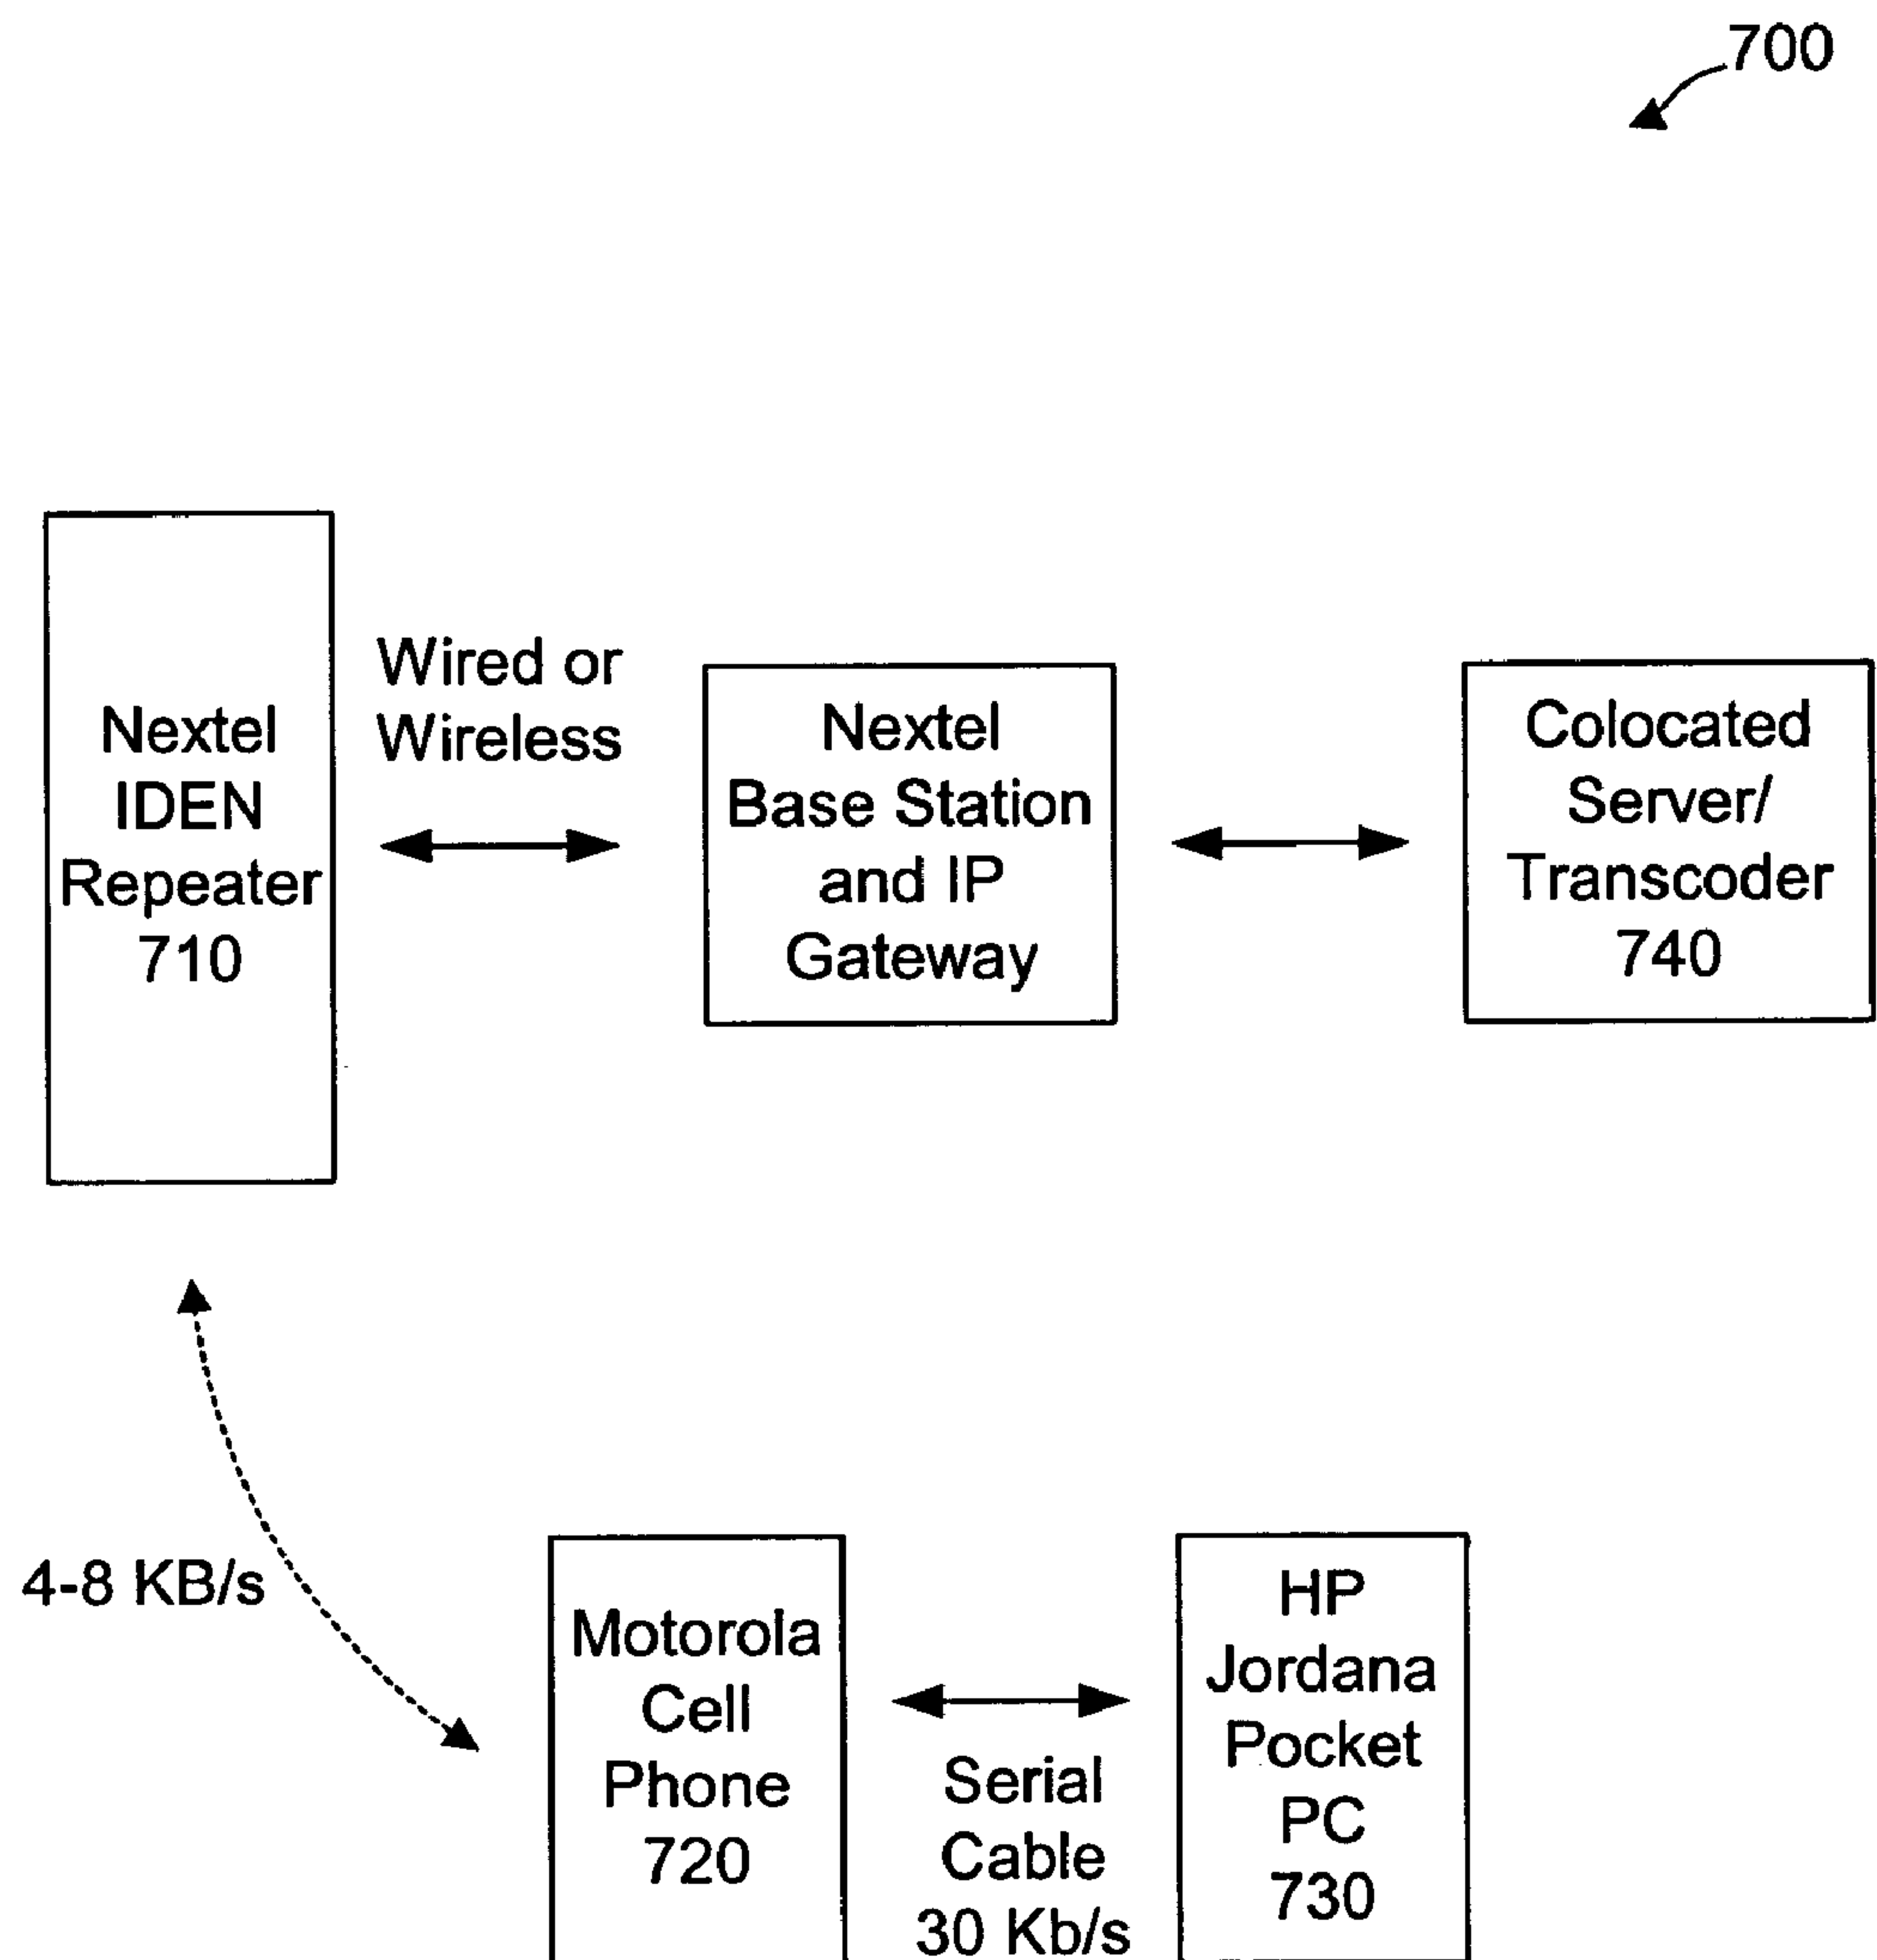 700
Nextel
IDEN
Repeater
710
Wired or
Wireless
Nextel
Base Station
and IP
Gateway
Colocated
Server/
Transcoder
740
4-8 KB/s
Motorola
Cell
Phone
720
Serial
Cable
30 Kb/s
HP
Jordana
Pocket
PC
730